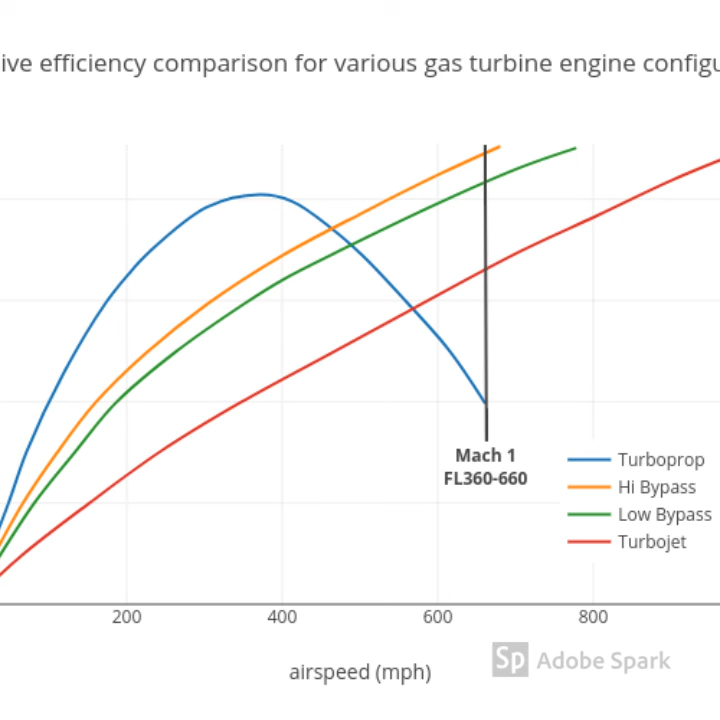 ive efficiency comparison for various gas turbine engine configu
Mach 1
FL360-660
Turboprop
Hi Bypass
Low Bypass
Turbojet
200 400 600 800
airspeed (mph)
Sp Adobe Spark